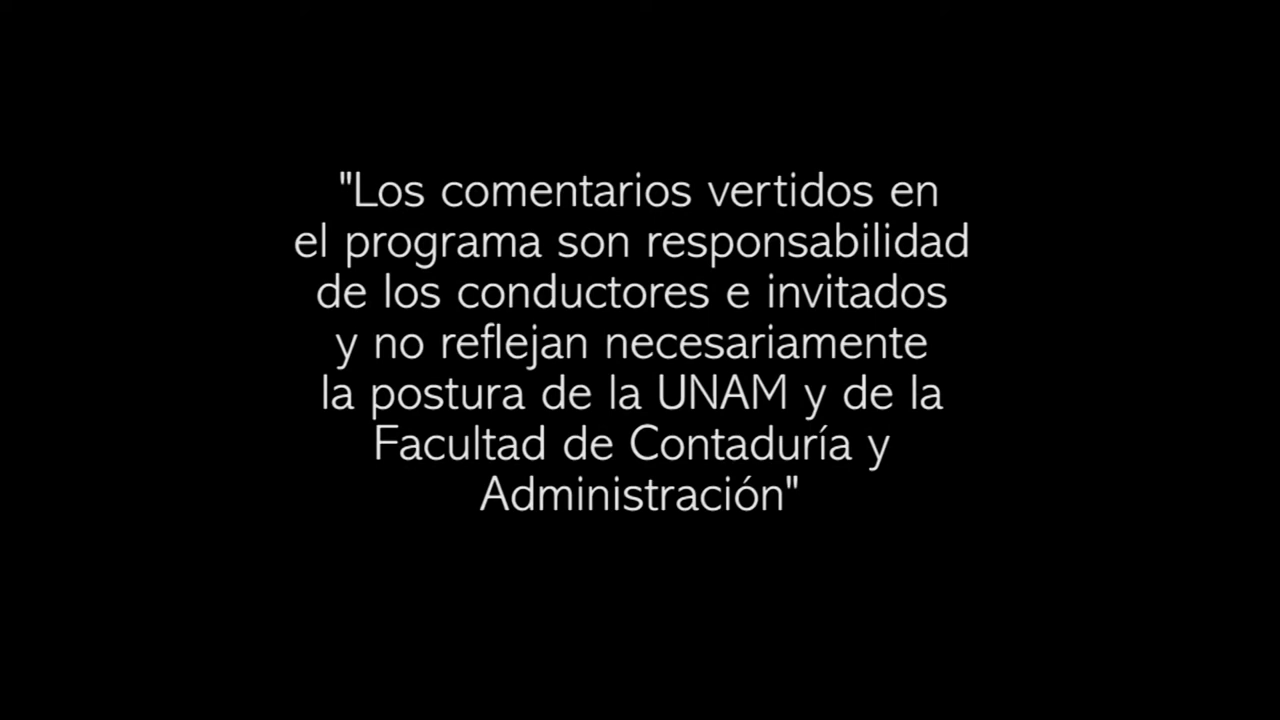 "Los comentarios vertidos en
el programa son responsabilidad
de los conductores e invitados
y no reflejan necesariamente
la postura de la UNAM y de la
Facultad de Contaduría y
Administración"